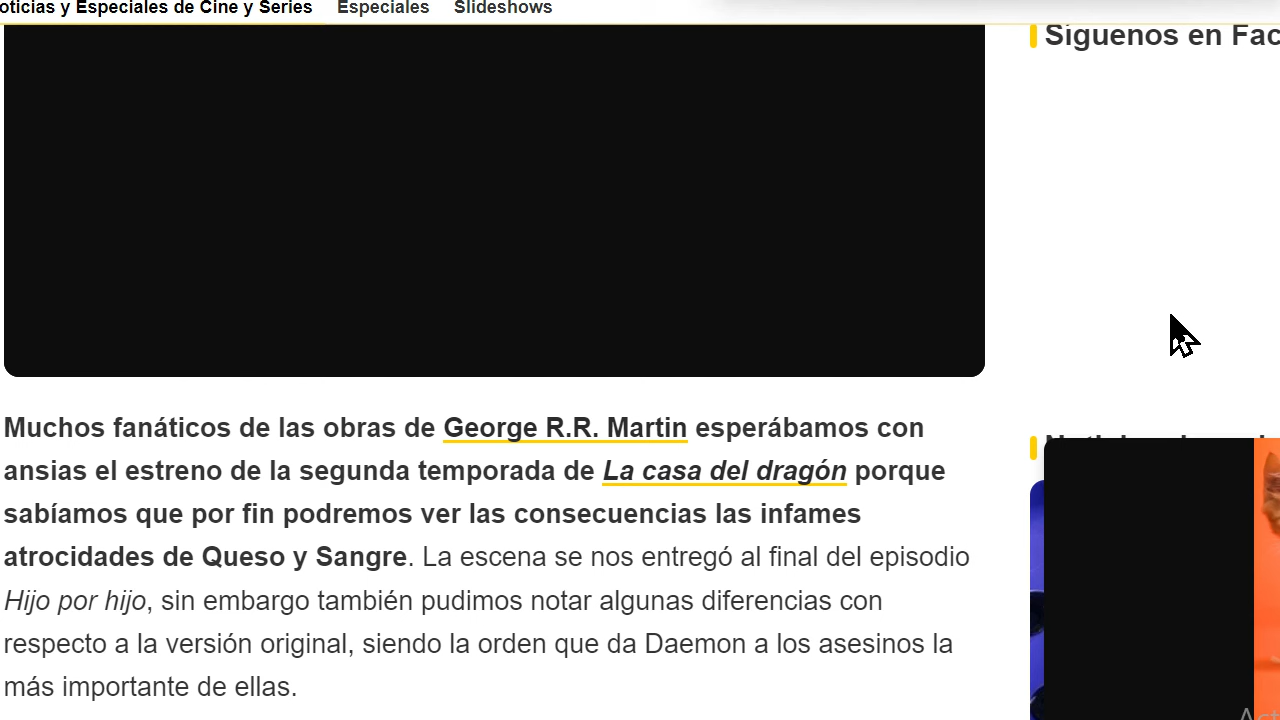 oticias y Especiales de Cine y Series Especiales Slideshows
Síguenos en Fac
Muchos fanáticos de las obras de George R.R. Martin esperábamos con
ansias el estreno de la segunda temporada de La casa del dragón porque
sabíamos que por fin podremos ver las consecuencias las infames
atrocidades de Queso y Sangre. La escena se nos entregó al final del episodio
Hijo por hijo, sin embargo también pudimos notar algunas diferencias con
respecto a la versión original, siendo la orden que da Daemon a los asesinos la
más importante de ellas.